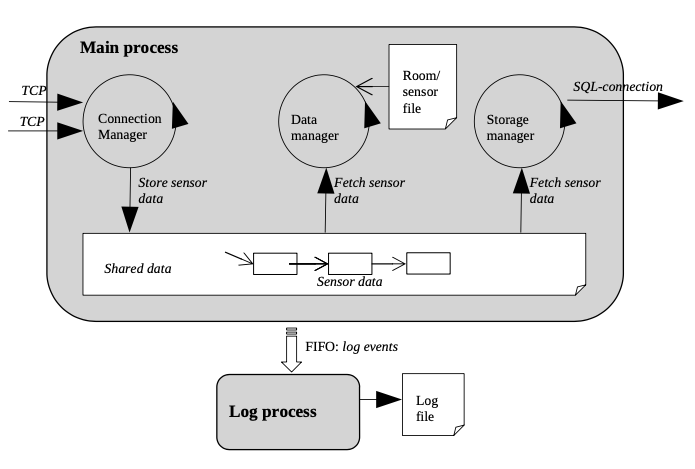 Main process
TCP
TCP
Connection
Manager
Data
manager
Room/
sensor
file
Storage
manager
SQL-connection
Store sensor
data
Fetch sensor
data
Fetch sensor
data
Shared data
Sensor data
FIFO: log events
Log process
Log
file